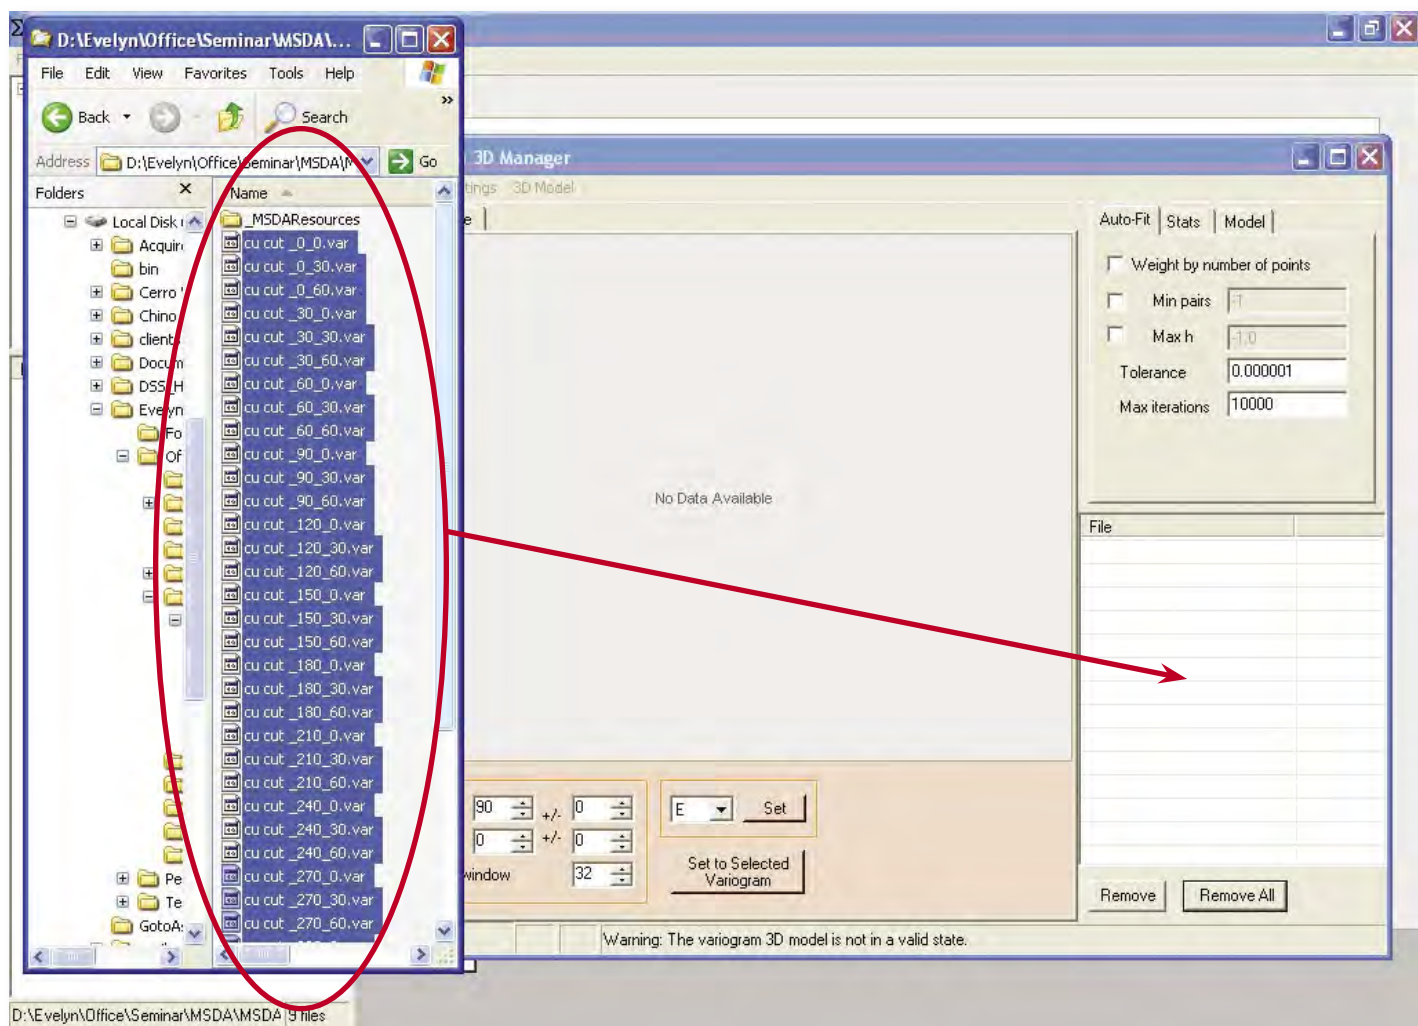 D:\Evelyn\Office\Seminar\MSDA\...
File Edit View Favorites Tools Help
Back Search
Address D:\Evelyn\Office\Seminar\MSDA\M Go
Folders
Local Disk
Acquir
bin
Cerro
Chino
client
Docum
DSS_H
Evelyn
Fo
Of
Pe
Te
GotoA
Name
_MSDAResources
cu cut _0_0.var
cu cut _0_30.var
cu cut _0_60.var
cu cut _30_0.var
cu cut _30_30.var
cu cut _30_60.var
cu cut _60_0.var
cu cut _60_30.var
cu cut _60_60.var
cu cut _90_0.var
cu cut _90_30.var
cu cut _90_60.var
cu cut _120_0.var
cu cut _120_30.var
cu cut _120_60.var
cu cut _150_0.var
cu cut _150_30.var
cu cut _150_60.var
cu cut _180_0.var
cu cut _180_30.var
cu cut _180_60.var
cu cut _210_0.var
cu cut _210_30.var
cu cut _210_60.var
cu cut _240_0.var
cu cut _240_30.var
cu cut _240_60.var
cu cut _270_0.var
cu cut _270_30.var
cu cut _270_60.var
3D Manager
tings 3D Model
e
No Data Available
Auto-Fit Stats Model
Weight by number of points
Min pairs -1
Max h -1.0
Tolerance 0.000001
Max iterations 10000
File
90 +/- 0
0 +/- 0
window 32
E Set
Set to Selected
Variogram
Remove Remove All
Warning: The variogram 3D model is not in a valid state.
D:\Evelyn\Office\Seminar\MSDA\MSDA 9 files